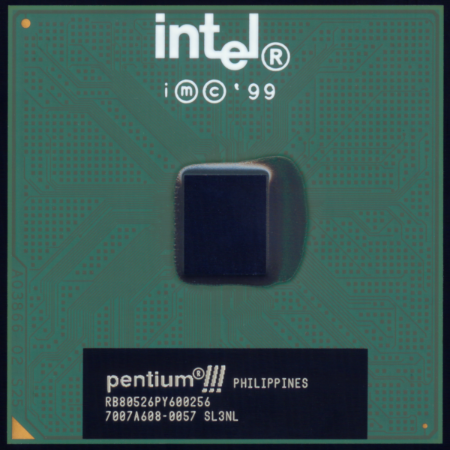 intel®
i ⓜ © '99
pentium®!!! PHILIPPINES
RB80526PY600256
7007A608-0057 SL3NL